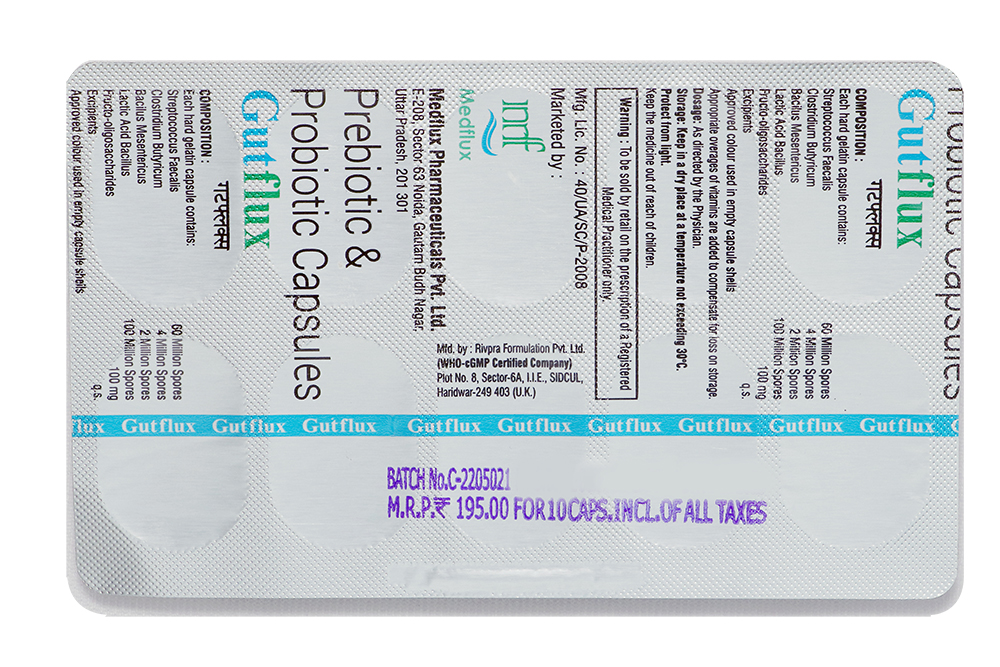 Gutflux
गटफ्लक्स
COMPOSITION :
Each hard gelatin capsule contains:
Streptococcus Faecalis 60 Million Spores
Clostridium Butyricum 4 Million Spores
Bacillus Mesentericus 2 Million Spores
Lactic Acid Bacillus 100 Million Spores
Fructo-oligosaccharides 100 mg
Excipients q.s.
Approved colour used in empty capsule shells
Appropriate overages of vitamins are added to compensate for loss on storage.
Dosage: As directed by the Physician.
Storage: Keep in a dry place at a temperature not exceeding 30°C.
Protect from light.
Keep the medicine out of reach of children.
Warning : To be sold by retail on the prescription of a Registered
Medical Practitioner only.
Mfg. Lic. No. : 40/UA/SC/P-2008
Marketed by :
Medflux
Medflux Pharmaceuticals Pvt. Ltd.
E-208, Sector 63 Noida, Gautam Budh Nagar,
Uttar Pradesh, 201 301
Mfd. by : Rivpra Formulation Pvt. Ltd.
(WHO-cGMP Certified Company)
Plot No. 8, Sector-6A, I.I.E., SIDCUL,
Haridwar-249 403 (U.K.)
Prebiotic &
Probiotic Capsules
Gutflux
गटफ्लक्स
COMPOSITION :
Each hard gelatin capsule contains:
Streptococcus Faecalis 60 Million Spores
Clostridium Butyricum 4 Million Spores
Bacillus Mesentericus 2 Million Spores
Lactic Acid Bacillus 100 Million Spores
Fructo-oligosaccharides 100 mg
Excipients q.s.
Approved colour used in empty capsule shells
Probiotic Capsules
flux Gutflux Gutflux Gutflux Gutflux Gutflux Gutflux Gutflux Gutflux Gutflux G
BATCH No.C-2205021
M.R.P.₹ 195.00 FOR10CAPS.INCL.OF ALL TAXES